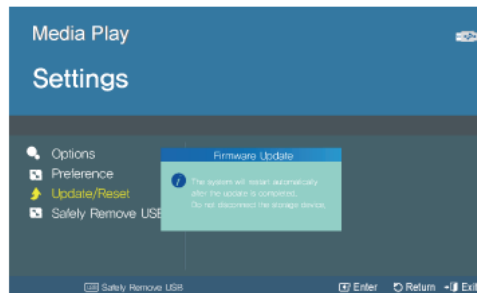 Media Play
Settings
Options
Preference
Update/Reset
Safely Remove USB
Firmware Update
The system will restart automatically
after the update is completed.
Do not disconnect the storage device.
Safely Remove USB
Enter
Return
Exit